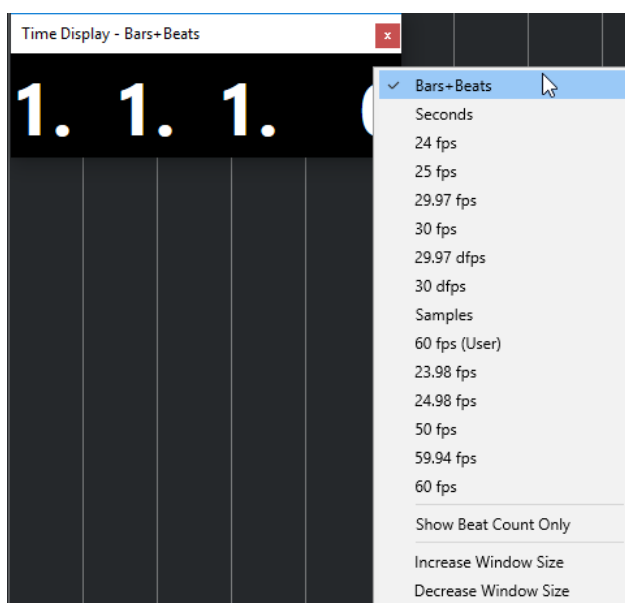 Time Display - Bars+Beats
x
1. 1. 1.
Bars+Beats
Seconds
24 fps
25 fps
29.97 fps
30 fps
29.97 dfps
30 dfps
Samples
60 fps (User)
23.98 fps
24.98 fps
50 fps
59.94 fps
60 fps
Show Beat Count Only
Increase Window Size
Decrease Window Size